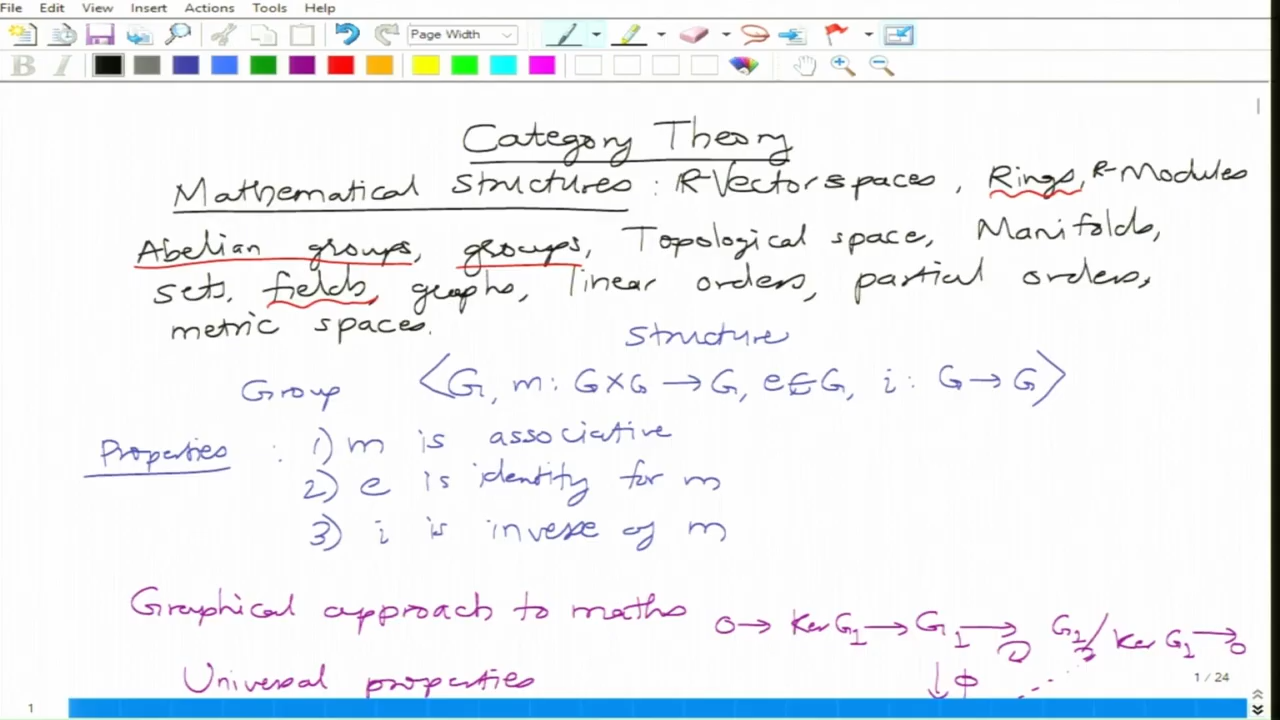 File Edit View Insert Actions Tools Help
Page Width
B I
Category Theory
Mathematical Structures : R-Vector spaces, Rings, R-Modules
Abelian groups, groups, Topological space, Manifolds,
sets, fields, graphs, linear orders, partial orders,
metric spaces.
Structure
Group <G, m: G×G → G, e∈G, i: G → G>
Properties : 1) m is associative
2) e is identity for m
3) i is inverse of m
Graphical approach to maths 0 → Ker G₁ → G₁ → G₁/Ker G₁ → 0
Universal properties ↓ φ
1 / 24
1